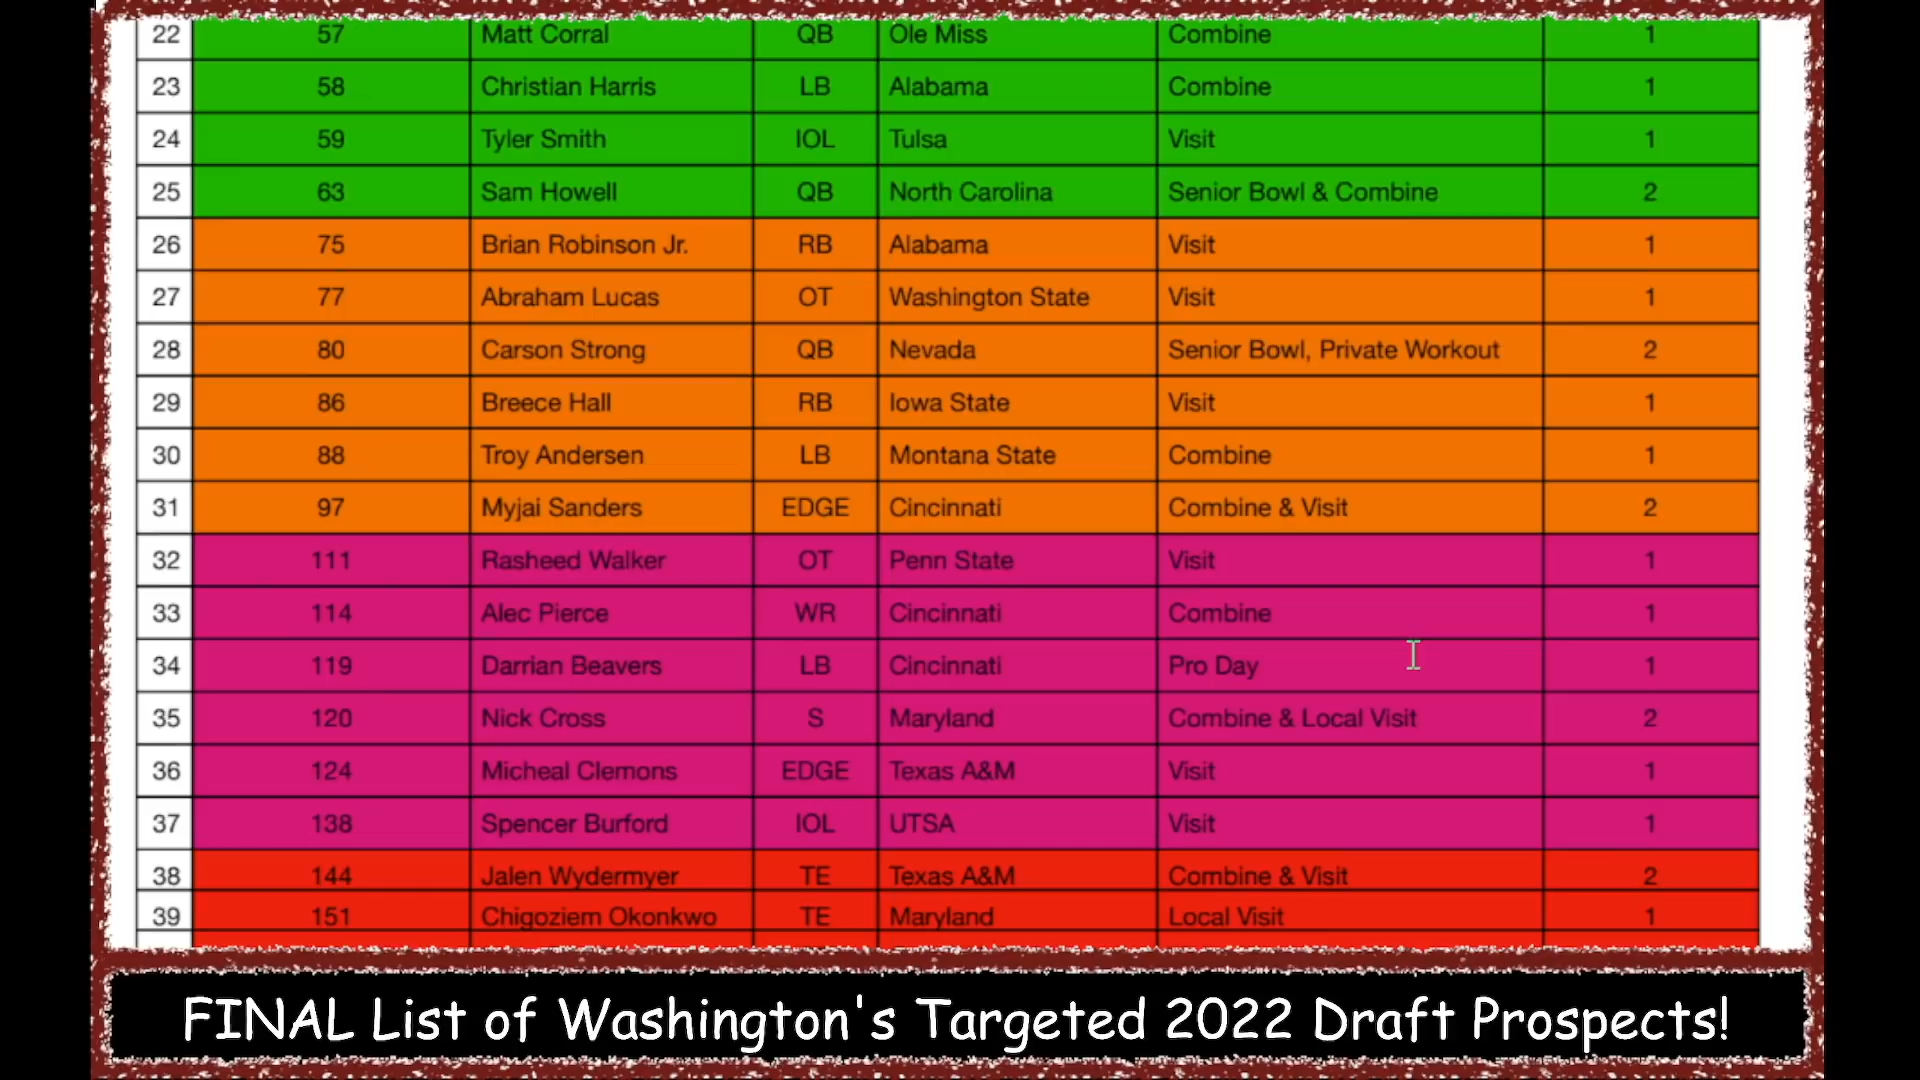 22 57 Matt Corral QB Ole Miss Combine 1
23 58 Christian Harris LB Alabama Combine 1
24 59 Tyler Smith IOL Tulsa Visit 1
25 63 Sam Howell QB North Carolina Senior Bowl & Combine 2
26 75 Brian Robinson Jr. RB Alabama Visit 1
27 77 Abraham Lucas OT Washington State Visit 1
28 80 Carson Strong QB Nevada Senior Bowl, Private Workout 2
29 86 Breece Hall RB Iowa State Visit 1
30 88 Troy Andersen LB Montana State Combine 1
31 97 Myjai Sanders EDGE Cincinnati Combine & Visit 2
32 111 Rasheed Walker OT Penn State Visit 1
33 114 Alec Pierce WR Cincinnati Combine 1
34 119 Darrian Beavers LB Cincinnati Pro Day 1
35 120 Nick Cross S Maryland Combine & Local Visit 2
36 124 Micheal Clemons EDGE Texas A&M Visit 1
37 138 Spencer Burford IOL UTSA Visit 1
38 144 Jalen Wydermyer TE Texas A&M Combine & Visit 2
39 151 Chigoziem Okonkwo TE Maryland Local Visit 1
FINAL List of Washington's Targeted 2022 Draft Prospects!